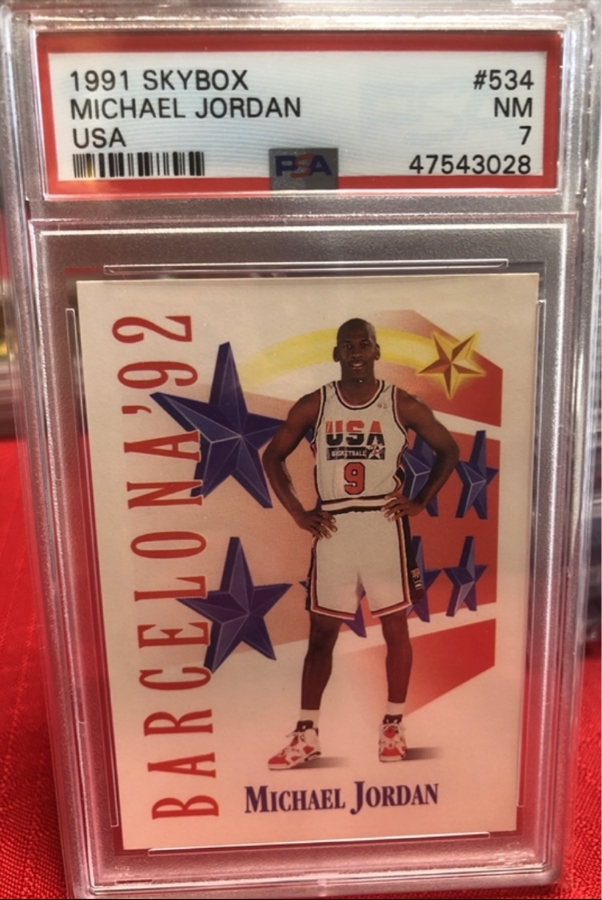 1991 SKYBOX #534
MICHAEL JORDAN NM
USA 7
PSA 47543028
BARCELONA '92
USA
BASKETBALL
9
MICHAEL JORDAN